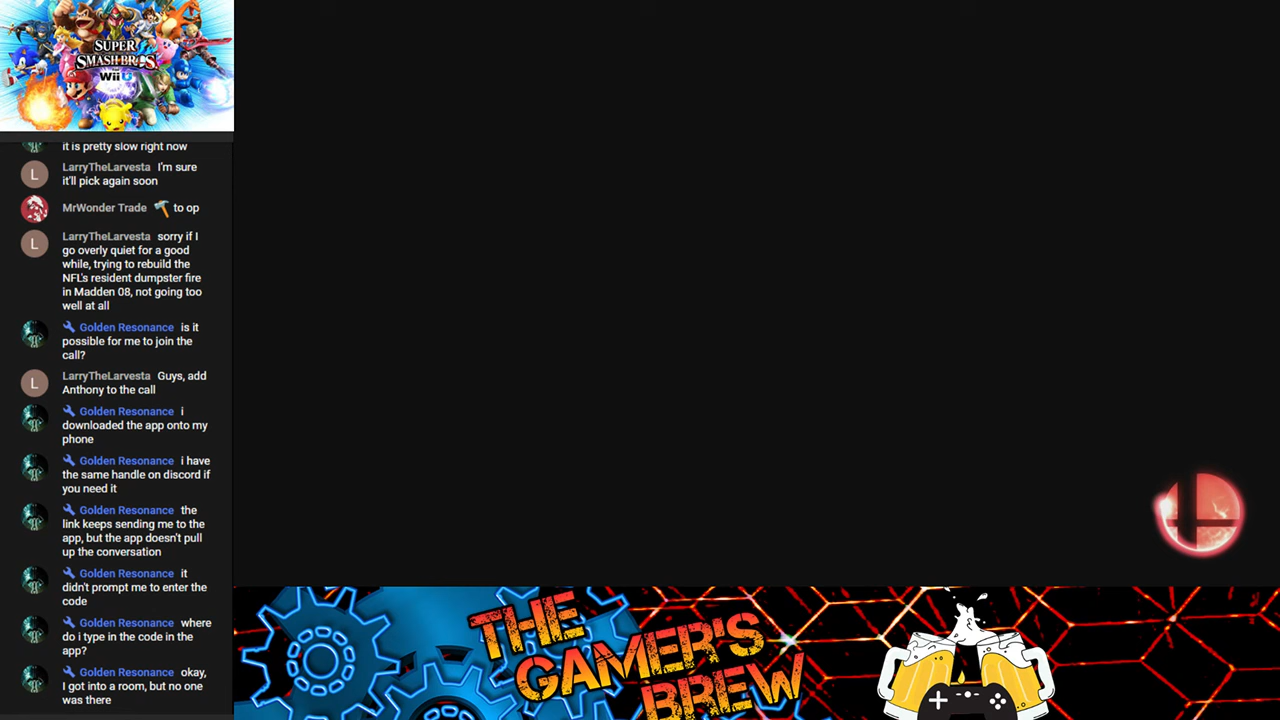 SUPER
SMASH BROS.
Wii U
it is pretty slow right now
LarryTheLarvesta I'm sure
it'll pick again soon
MrWonder Trade 🔨 to op
LarryTheLarvesta sorry if I
go overly quiet for a good
while, trying to rebuild the
NFL's resident dumpster fire
in Madden 08, not going too
well at all
Golden Resonance is it
possible for me to join the
call?
LarryTheLarvesta Guys, add
Anthony to the call
Golden Resonance i
downloaded the app onto my
phone
Golden Resonance i have
the same handle on discord if
you need it
Golden Resonance the
link keeps sending me to the
app, but the app doesn't pull
up the conversation
Golden Resonance it
didn't prompt me to enter the
code
Golden Resonance where
do i type in the code in the
app?
Golden Resonance okay,
I got into a room, but no one
was there
L
L
L
THE
GAMER'S
BREW